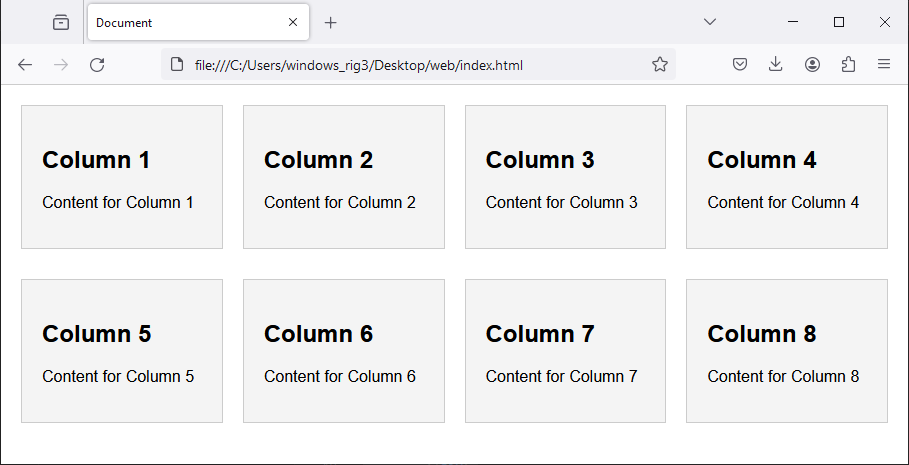 Document
file:///C:/Users/windows_rig3/Desktop/web/index.html
Column 1
Content for Column 1
Column 2
Content for Column 2
Column 3
Content for Column 3
Column 4
Content for Column 4
Column 5
Content for Column 5
Column 6
Content for Column 6
Column 7
Content for Column 7
Column 8
Content for Column 8